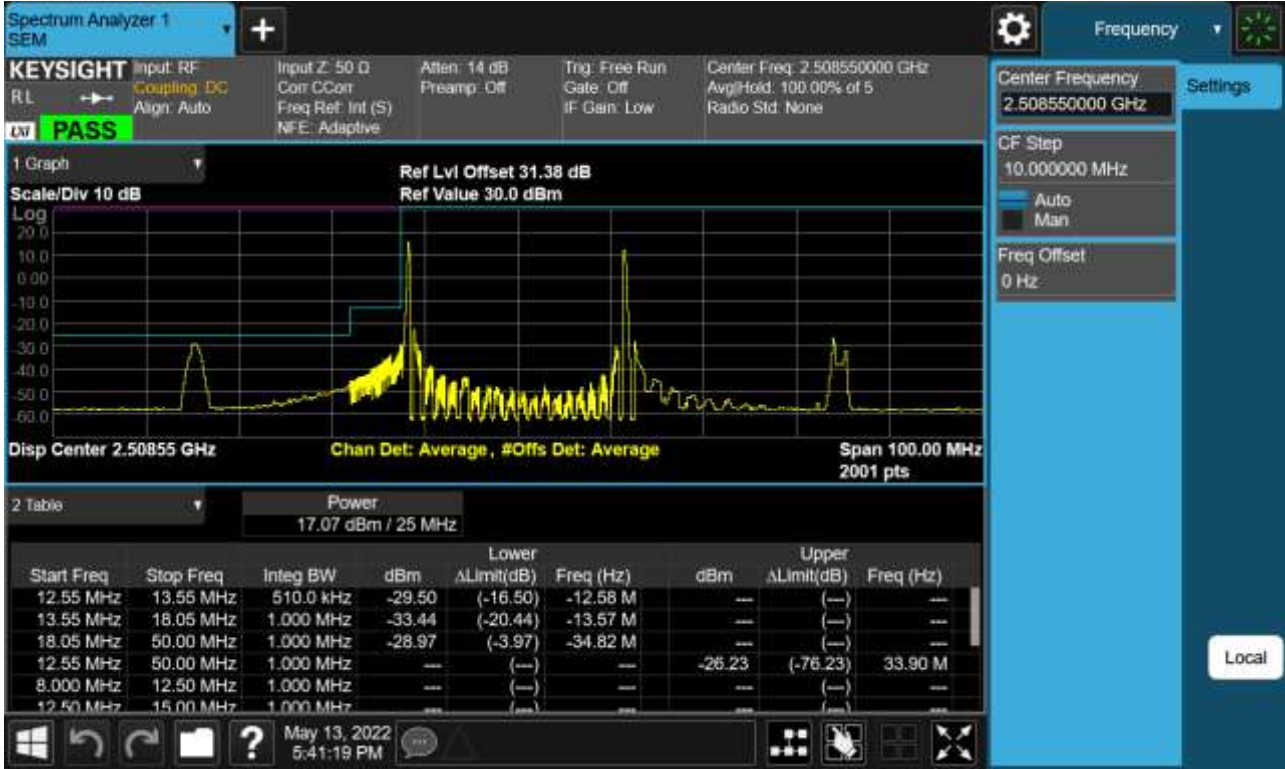 Spectrum Analyzer 1
SEM
+
Frequency
KEYSIGHT
RL
LXI
PASS
Input: RF
Coupling: DC
Align: Auto
Input Z: 50 Ω
Corr CCorr
Freq Ref: Int (S)
NFE: Adaptive
Atten: 14 dB
Preamp: Off
Trig: Free Run
Gate: Off
IF Gain: Low
Center Freq: 2.508550000 GHz
Avg|Hold: 100.00% of 5
Radio Std: None
Center Frequency
2.508550000 GHz
Settings
CF Step
10.000000 MHz
Auto
Man
Freq Offset
0 Hz
Local
1 Graph
Scale/Div 10 dB
Ref Lvl Offset 31.38 dB
Ref Value 30.0 dBm
Log
20.0
10.0
0.00
-10.0
-20.0
-30.0
-40.0
-50.0
-60.0
Disp Center 2.50855 GHz
Chan Det: Average, #Offs Det: Average
Span 100.00 MHz
2001 pts
2 Table
Power
17.07 dBm / 25 MHz
Lower Upper
Start Freq Stop Freq Integ BW dBm ΔLimit(dB) Freq (Hz) dBm ΔLimit(dB) Freq (Hz)
12.55 MHz 13.55 MHz 510.0 kHz -29.50 (-16.50) -12.58 M --- (---) ---
13.55 MHz 18.05 MHz 1.000 MHz -33.44 (-20.44) -13.57 M --- (---) ---
18.05 MHz 50.00 MHz 1.000 MHz -28.97 (-3.97) -34.82 M --- (---) ---
12.55 MHz 50.00 MHz 1.000 MHz --- (---) --- -26.23 (-76.23) 33.90 M
8.000 MHz 12.50 MHz 1.000 MHz --- (---) --- --- (---) ---
12.50 MHz 15.00 MHz 1.000 MHz --- (---) --- --- (---) ---
?
May 13, 2022
5:41:19 PM